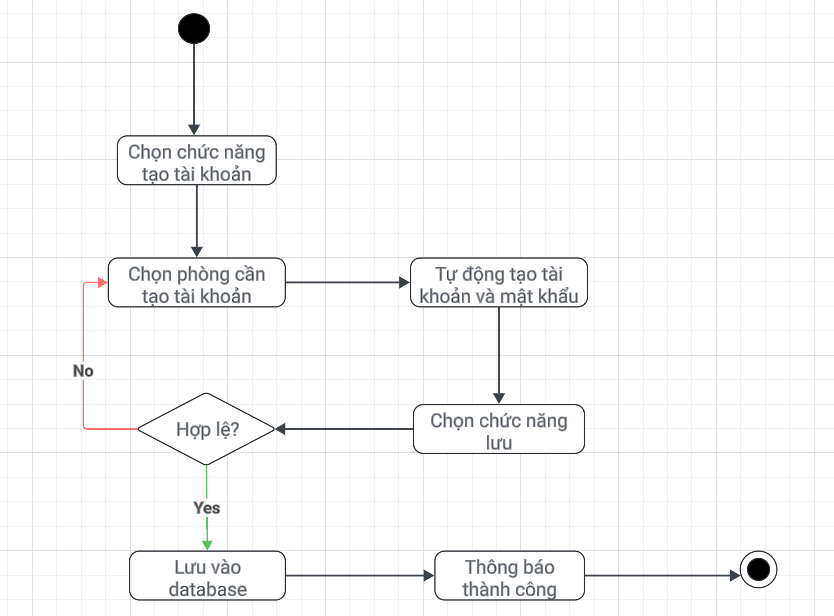 Chọn chức năng
tạo tài khoản
Chọn phòng cần
tạo tài khoản
Tự động tạo tài
khoản và mật khẩu
No
Hợp lệ?
Chọn chức năng
lưu
Yes
Lưu vào
database
Thông báo
thành công